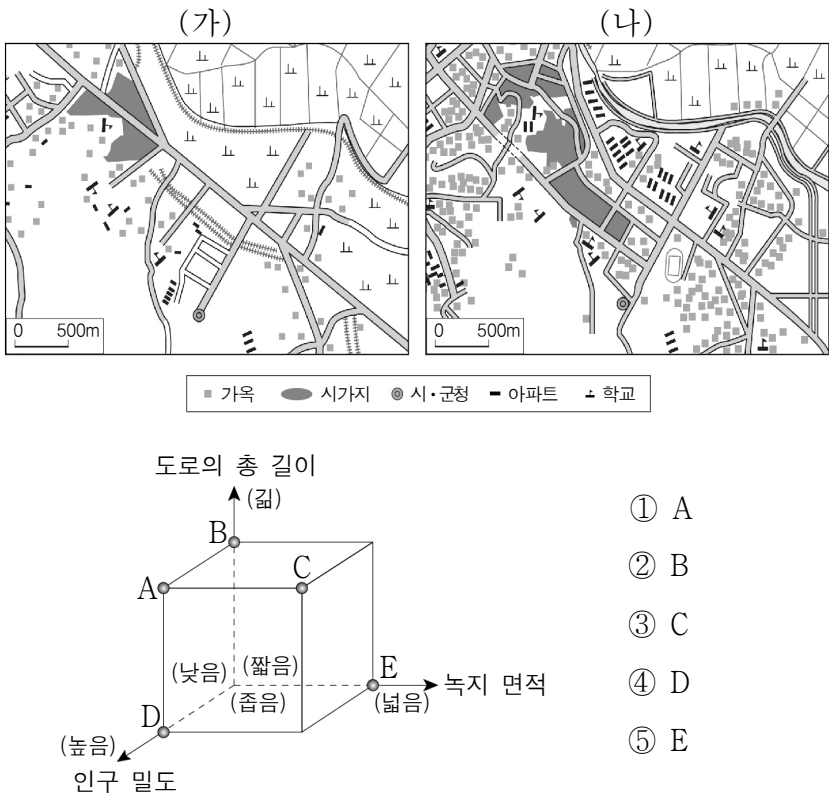 (가) (나)
0 500m
0 500m
가옥 시가지 시·군청 아파트 학교
도로의 총 길이
(긺)
B
C
A
(낮음) (짧음)
E
녹지 면적
(좁음) (넓음)
D
(높음)
인구 밀도
① A
② B
③ C
④ D
⑤ E